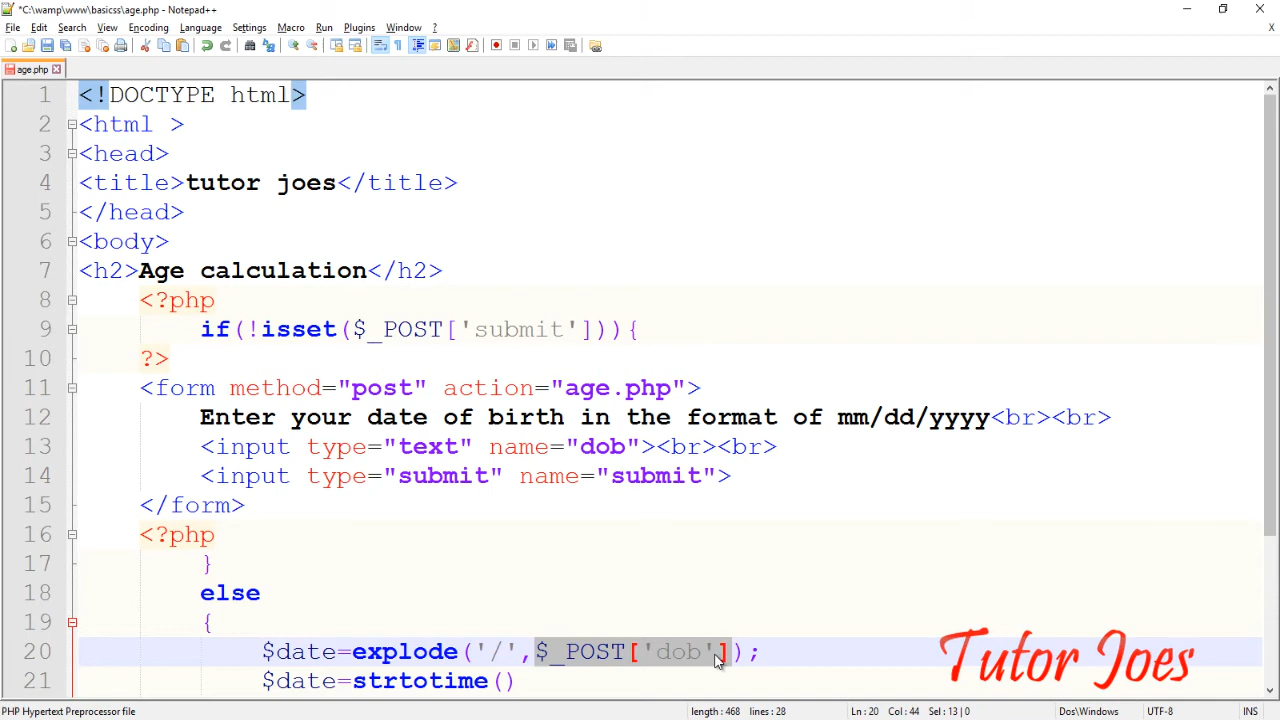 *C:\wamp\www\basicss\age.php - Notepad++
File Edit Search View Encoding Language Settings Macro Run Plugins Window ?
X
age.php
1 <!DOCTYPE html>
2 <html >
3 <head>
4 <title>tutor joes</title>
5 </head>
6 <body>
7 <h2>Age calculation</h2>
8 <?php
9 if(!isset($_POST['submit'])){
10 ?>
11 <form method="post" action="age.php">
12 Enter your date of birth in the format of mm/dd/yyyy<br><br>
13 <input type="text" name="dob"><br><br>
14 <input type="submit" name="submit">
15 </form>
16 <?php
17 }
18 else
19 {
20 $date=explode('/',$_POST['dob']);
21 $date=strtotime()
Tutor Joes
PHP Hypertext Preprocessor file length : 468 lines : 28 Ln : 20 Col : 44 Sel : 13 | 0 Dos\Windows UTF-8 INS